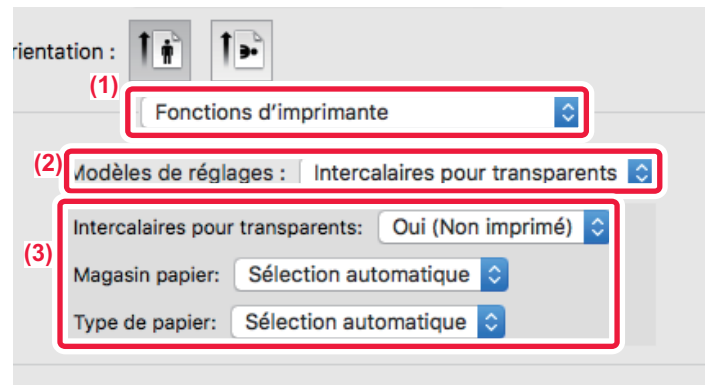 rientation :
(1)
Fonctions d'imprimante
(2)
Modèles de réglages : Intercalaires pour transparents
(3)
Intercalaires pour transparents: Oui (Non imprimé)
Magasin papier: Sélection automatique
Type de papier: Sélection automatique